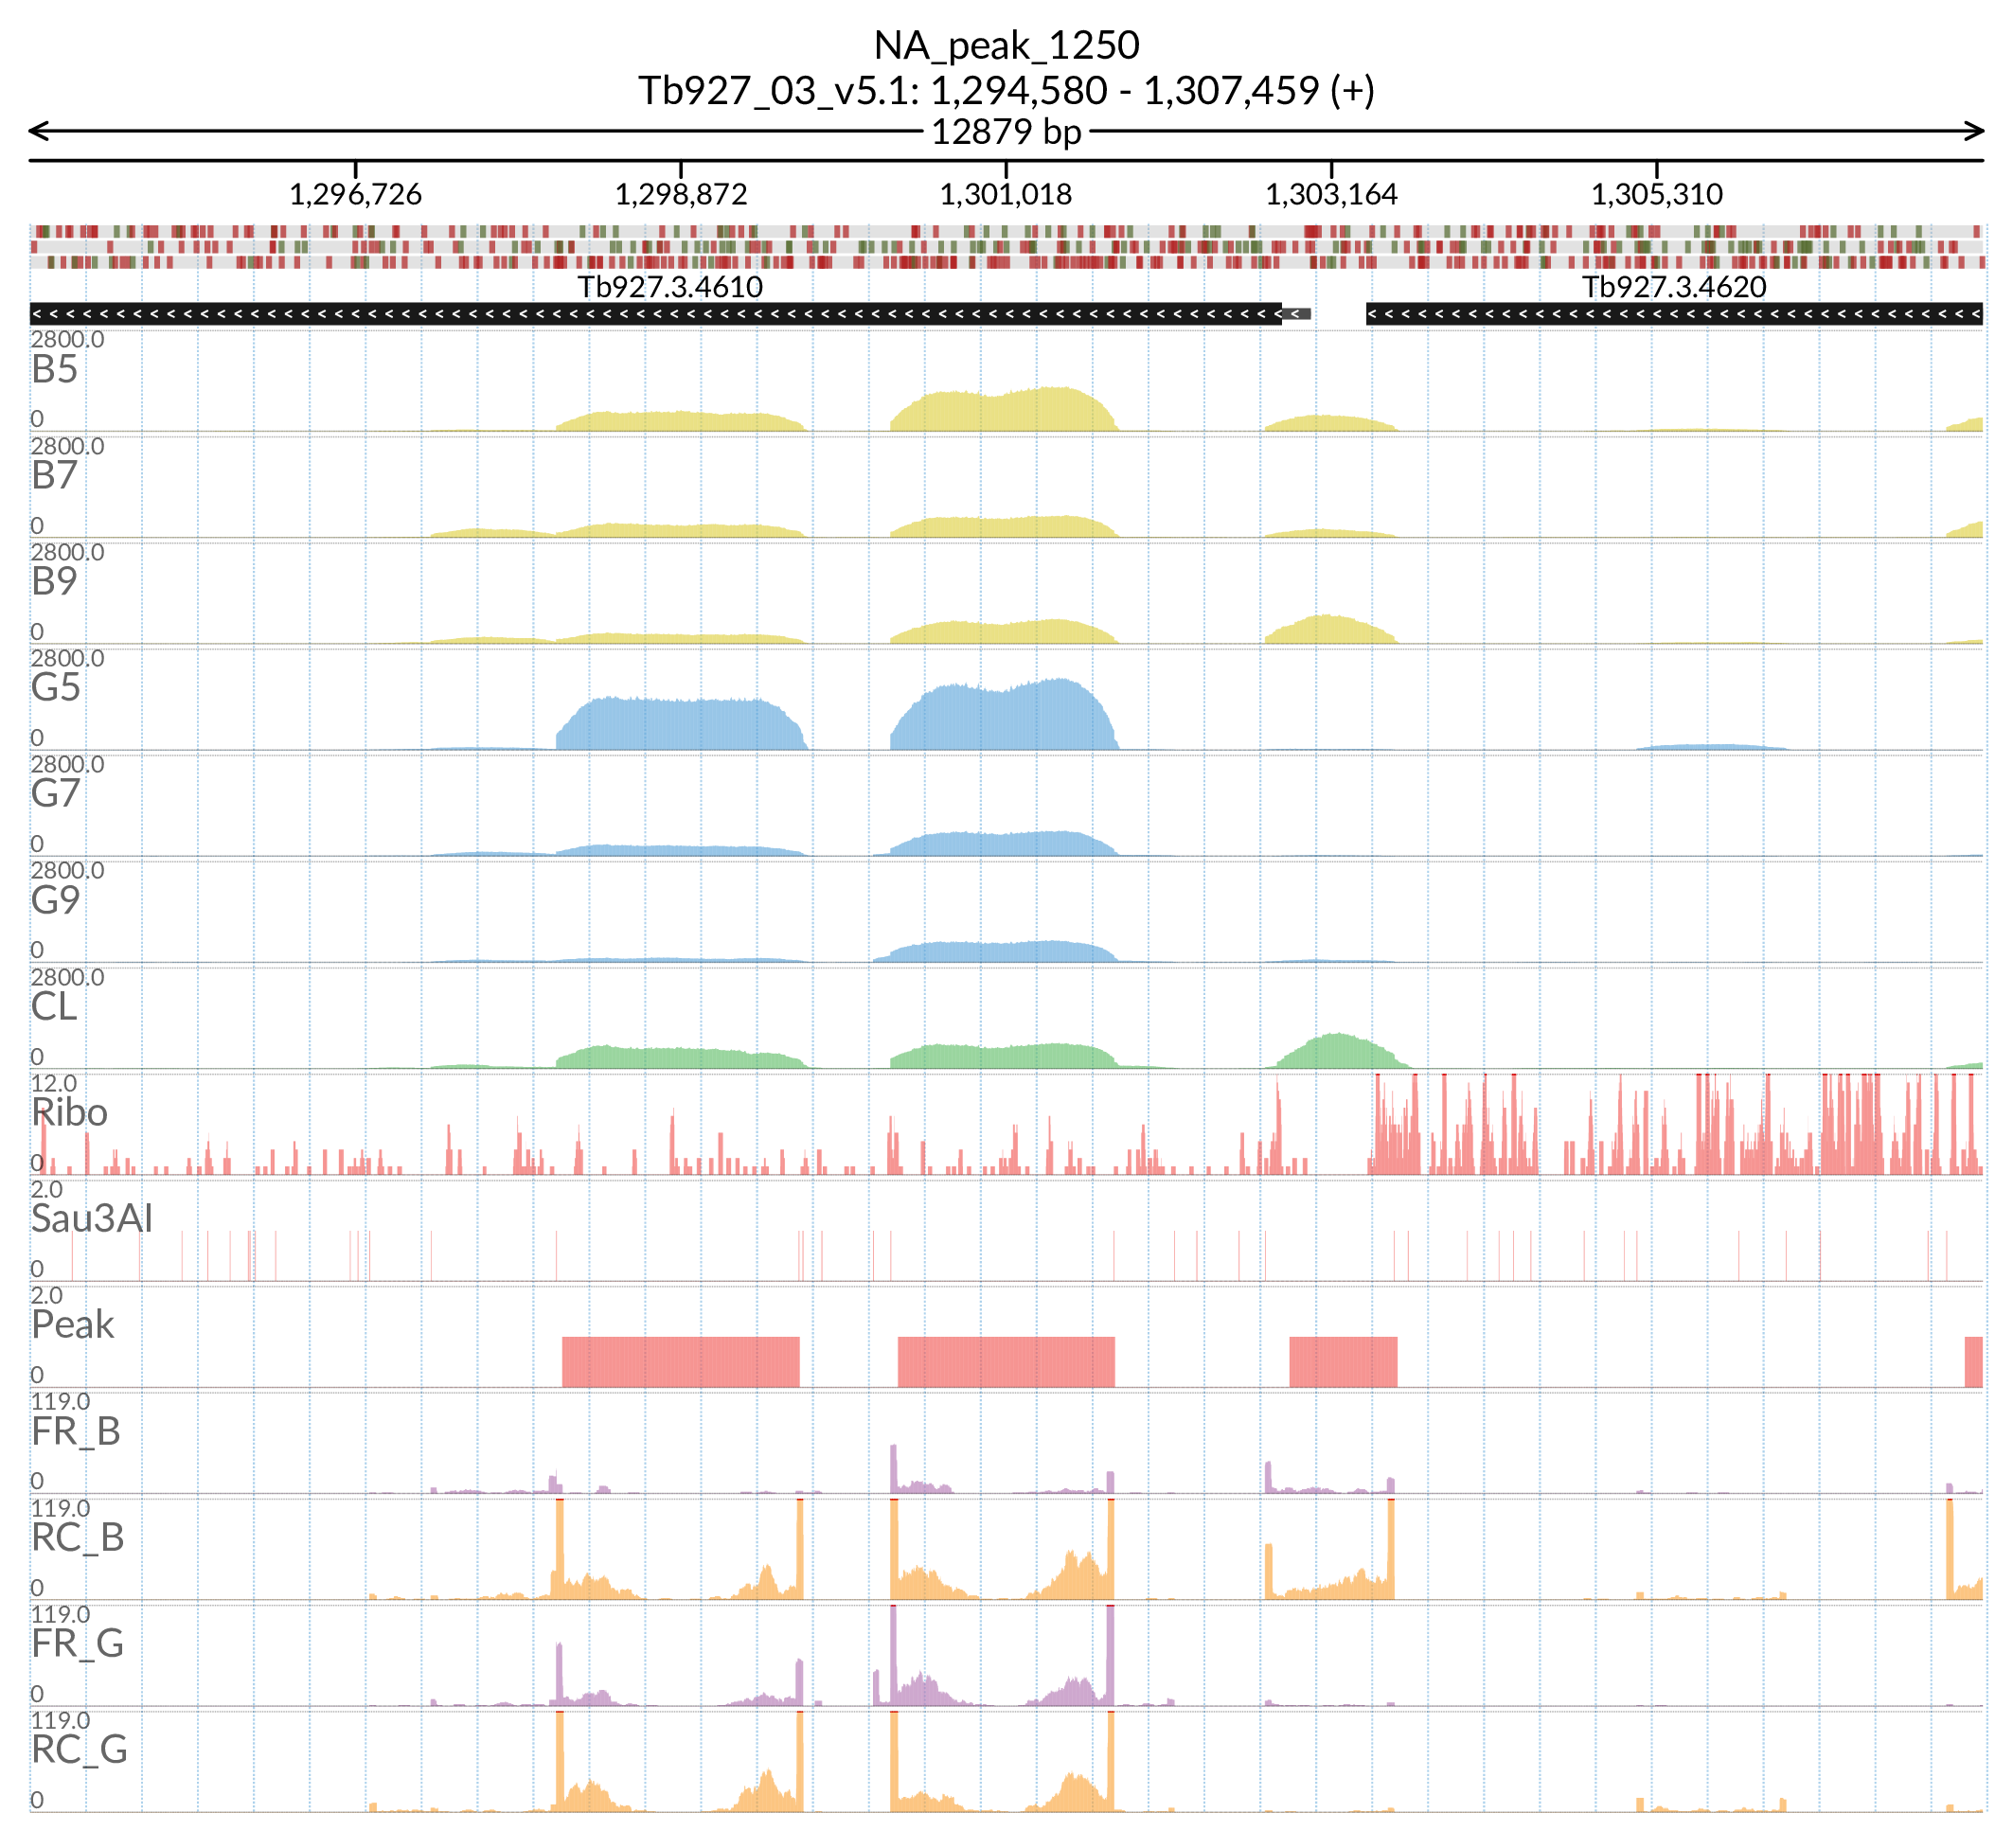 NA_peak_1250
Tb927_03_v5.1: 1,294,580 - 1,307,459 (+)
12879 bp
1,296,726 1,298,872 1,301,018 1,303,164 1,305,310
Tb927.3.4610 Tb927.3.4620
2800.0
B5
0
2800.0
B7
0
2800.0
B9
0
2800.0
G5
0
2800.0
G7
0
2800.0
G9
0
2800.0
CL
0
12.0
Ribo
0
2.0
Sau3AI
0
2.0
Peak
0
119.0
FR_B
0
119.0
RC_B
0
119.0
FR_G
0
119.0
RC_G
0